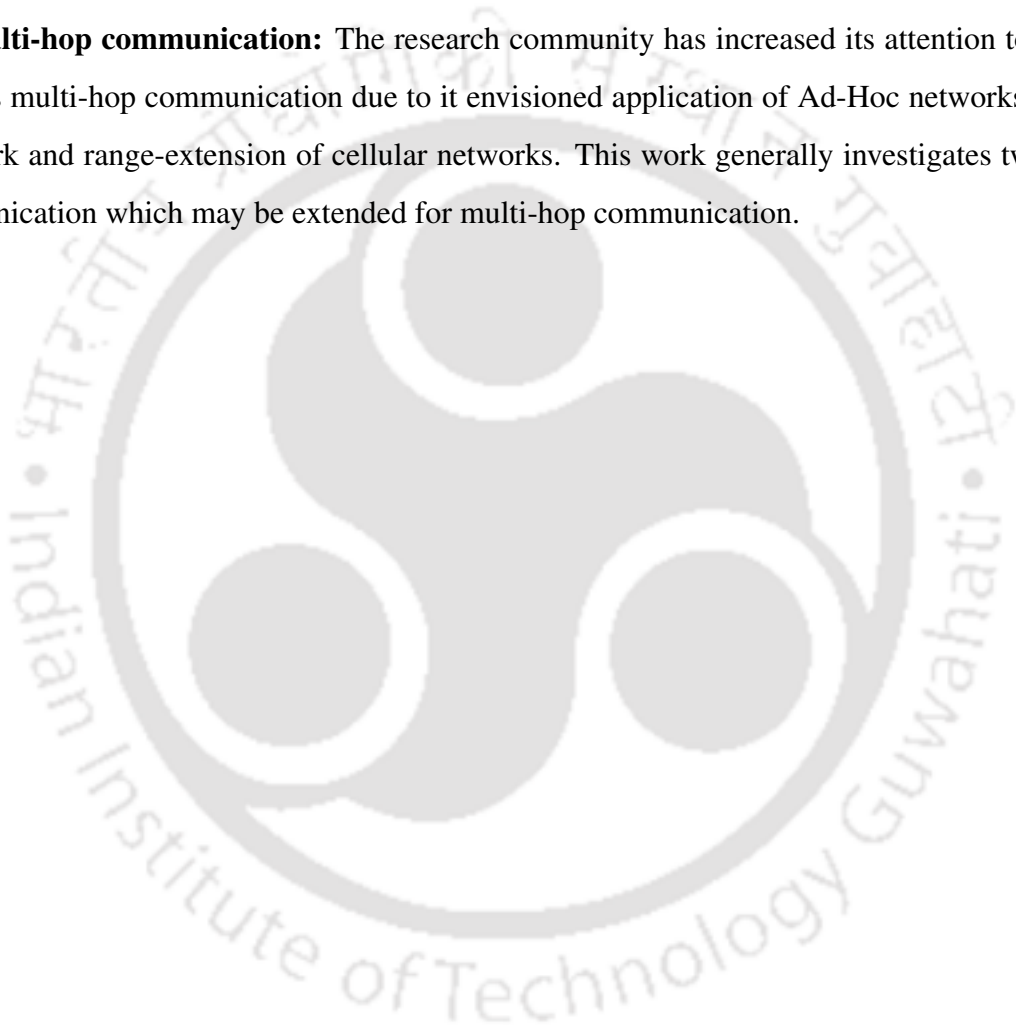 lti-hop communication: The research community has increased its attention to
multi-hop communication due to it envisioned application of Ad-Hoc networks
rk and range-extension of cellular networks. This work generally investigates tw
nication which may be extended for multi-hop communication.
भारतीय प्रौद्योगिकी संस्थान गुवाहाटी
• Indian Institute of Technology Guwahati •